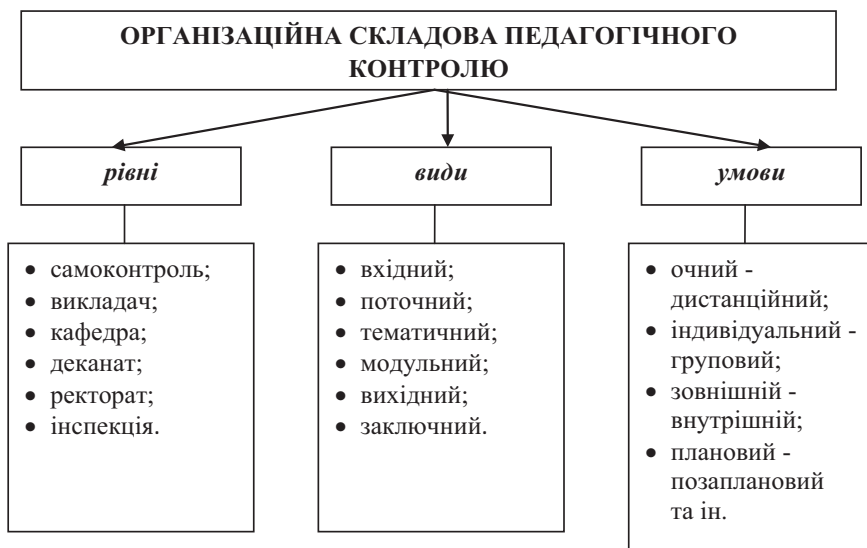 ОРГАНІЗАЦІЙНА СКЛАДОВА ПЕДАГОГІЧНОГО
КОНТРОЛЮ
рівні
види
умови
• самоконтроль;
• викладач;
• кафедра;
• деканат;
• ректорат;
• інспекція.
• вхідний;
• поточний;
• тематичний;
• модульний;
• вихідний;
• заключний.
• очний -
дистанційний;
• індивідуальний -
груповий;
• зовнішній -
внутрішній;
• плановий -
позаплановий
та ін.